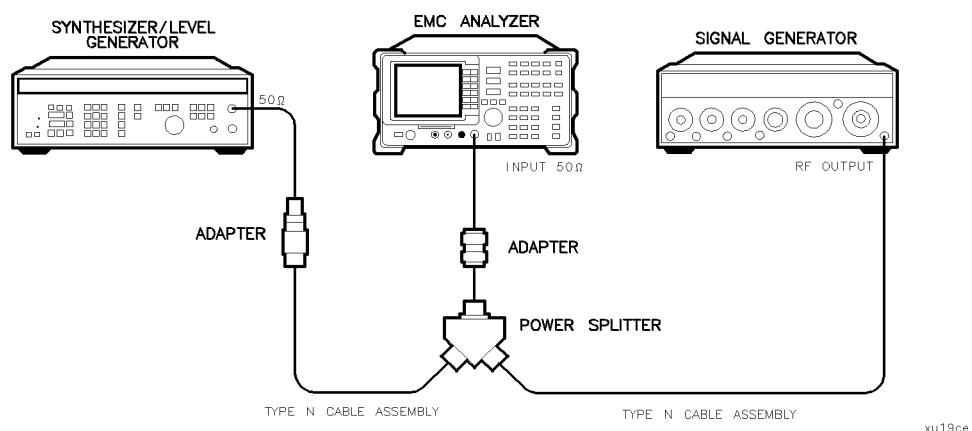 SYNTHESIZER/LEVEL
GENERATOR
EMC ANALYZER
SIGNAL GENERATOR
50Ω
INPUT 50Ω
RF OUTPUT
ADAPTER
ADAPTER
POWER SPLITTER
TYPE N CABLE ASSEMBLY
TYPE N CABLE ASSEMBLY
xu19ce